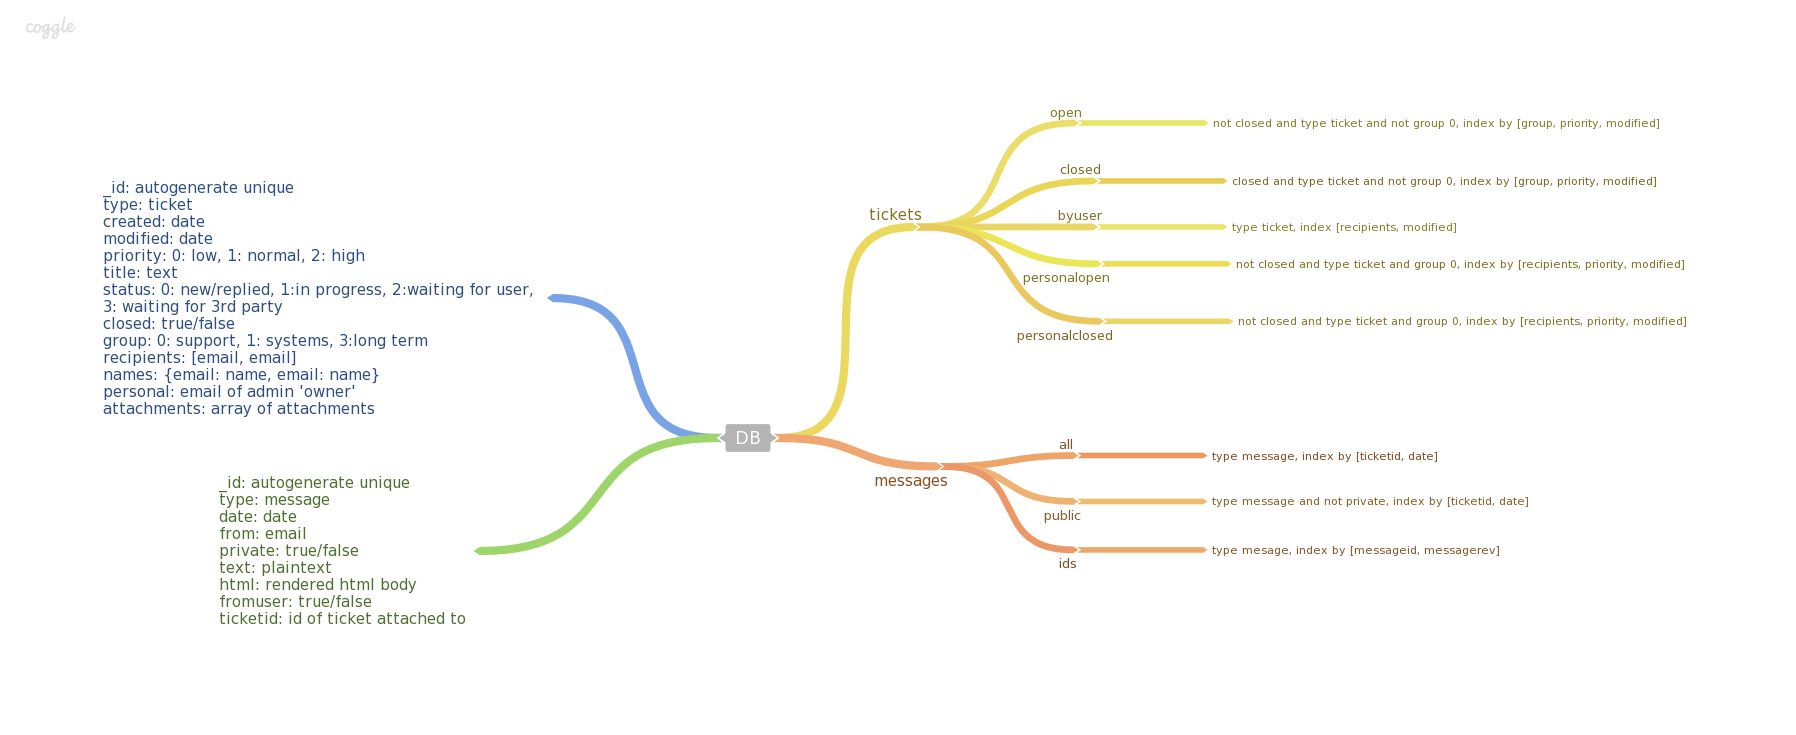 coggle
_id: autogenerate unique
type: ticket
created: date
modified: date
priority: 0: low, 1: normal, 2: high
title: text
status: 0: new/replied, 1:in progress, 2:waiting for user,
3: waiting for 3rd party
closed: true/false
group: 0: support, 1: systems, 3:long term
recipients: [email, email]
names: {email: name, email: name}
personal: email of admin 'owner'
attachments: array of attachments
_id: autogenerate unique
type: message
date: date
from: email
private: true/false
text: plaintext
html: rendered html body
fromuser: true/false
ticketid: id of ticket attached to
DB
tickets
open
not closed and type ticket and not group 0, index by [group, priority, modified]
closed
closed and type ticket and not group 0, index by [group, priority, modified]
byuser
type ticket, index [recipients, modified]
personalopen
not closed and type ticket and group 0, index by [recipients, priority, modified]
personalclosed
not closed and type ticket and group 0, index by [recipients, priority, modified]
messages
all
type message, index by [ticketid, date]
public
type message and not private, index by [ticketid, date]
ids
type mesage, index by [messageid, messagerev]